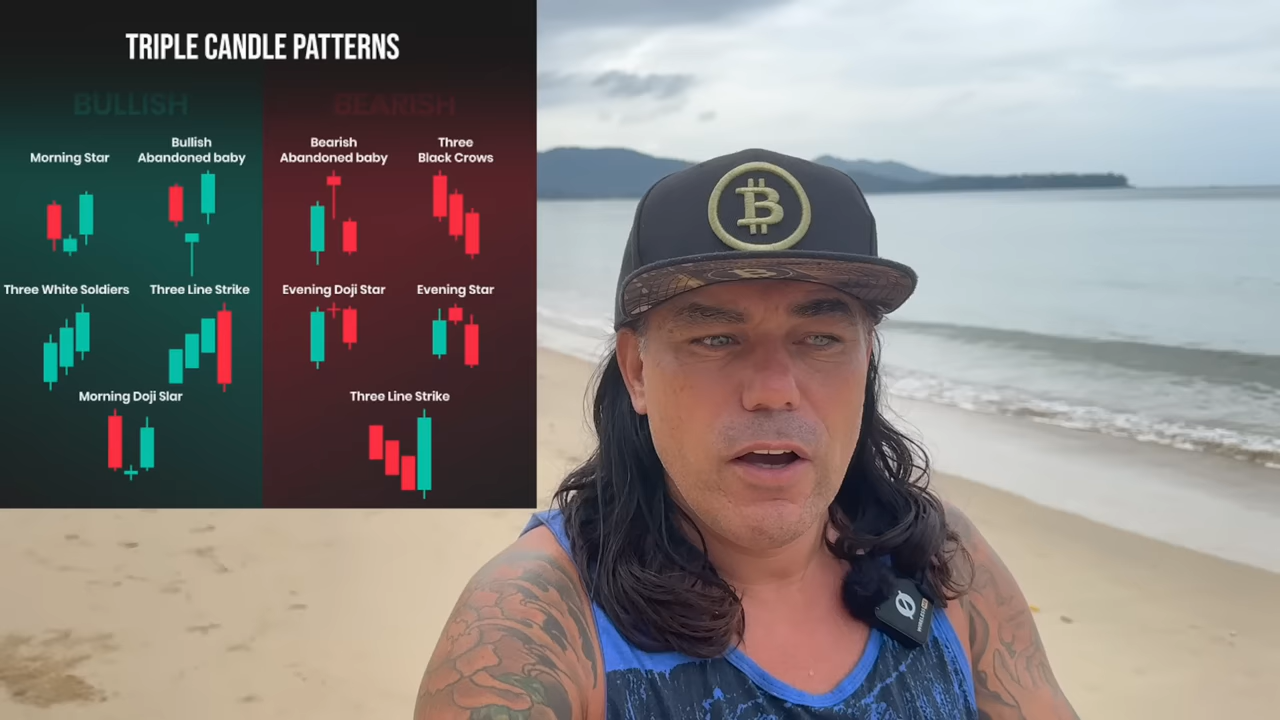 TRIPLE CANDLE PATTERNS
BULLISH
BEARISH
Morning Star
Bullish
Abandoned baby
Bearish
Abandoned baby
Three
Black Crows
Three White Soldiers
Three Line Strike
Evening Doji Star
Evening Star
Morning Doji Slar
Three Line Strike
B